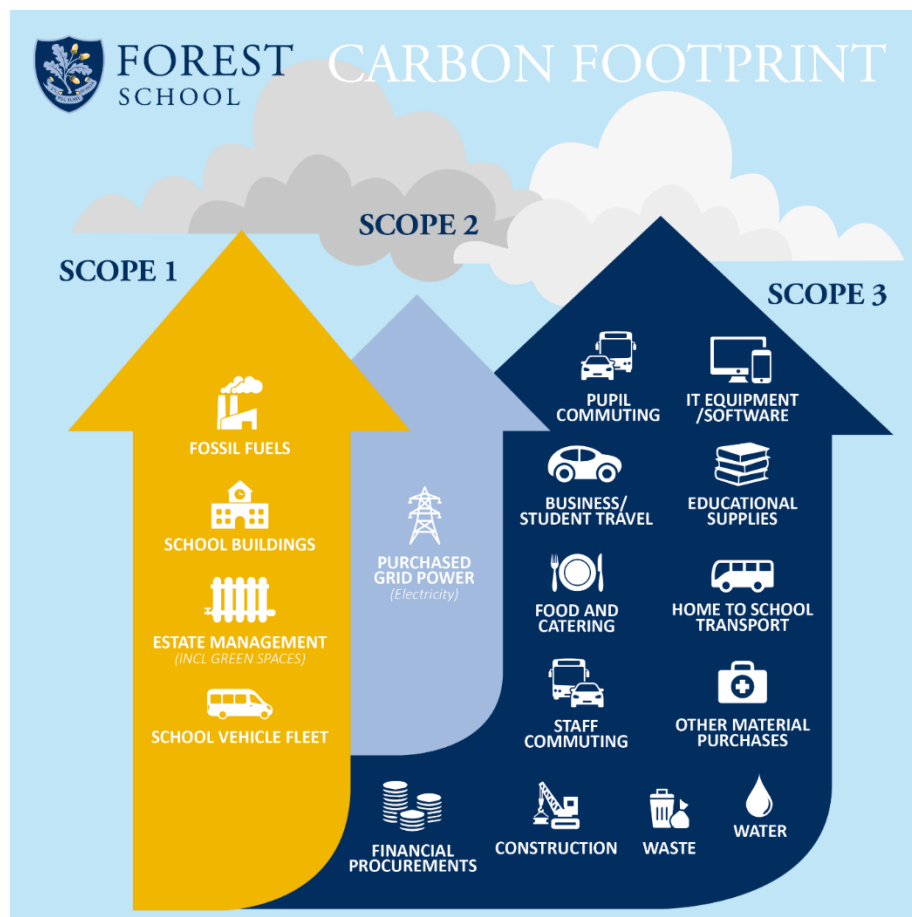 FOREST
SCHOOL
CARBON FOOTPRINT
SCOPE 1
FOSSIL FUELS
SCHOOL BUILDINGS
ESTATE MANAGEMENT
(INCL GREEN SPACES)
SCHOOL VEHICLE FLEET
SCOPE 2
PURCHASED
GRID POWER
(Electricity)
SCOPE 3
PUPIL
COMMUTING
IT EQUIPMENT
/SOFTWARE
BUSINESS/
STUDENT TRAVEL
EDUCATIONAL
SUPPLIES
FOOD AND
CATERING
HOME TO SCHOOL
TRANSPORT
STAFF
COMMUTING
OTHER MATERIAL
PURCHASES
FINANCIAL
PROCUREMENTS
CONSTRUCTION
WASTE
WATER